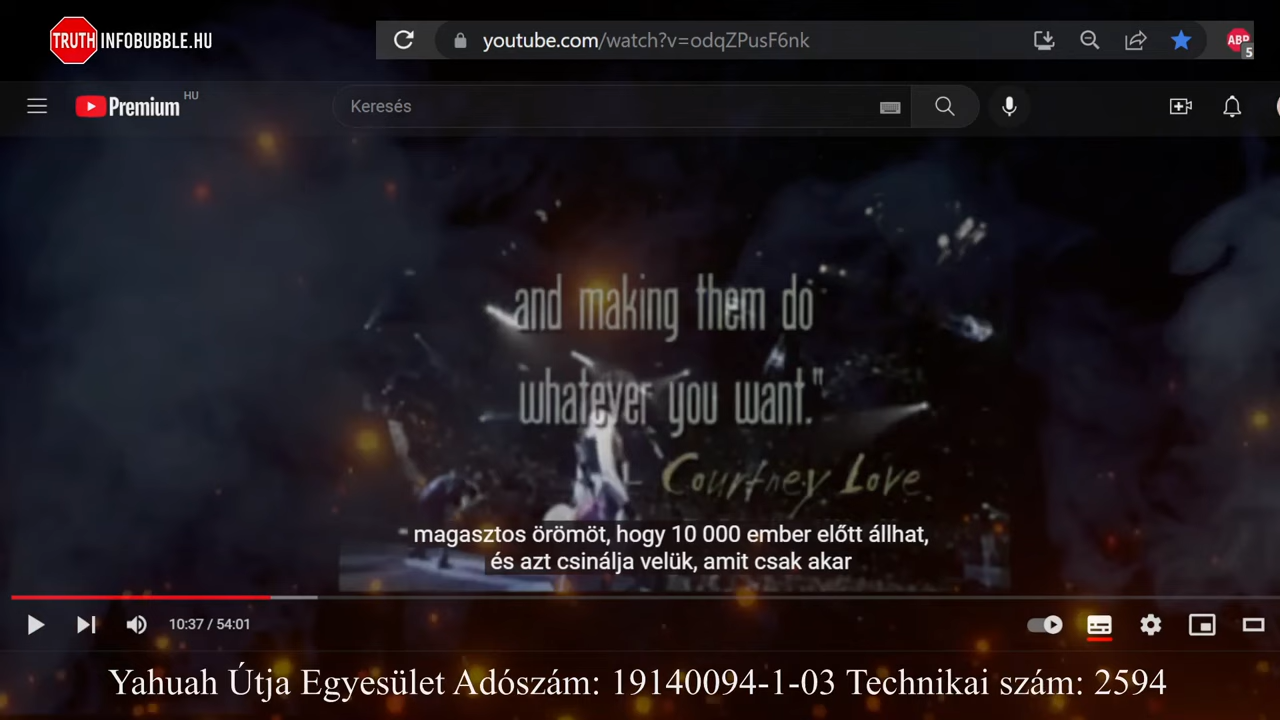 TRUTH INFOBUBBLE.HU
youtube.com/watch?v=odqZPusF6nk
ABP
5
Premium HU
Keresés
and making them do
whatever you want."
- Courtney Love
magasztos örömöt, hogy 10 000 ember előtt állhat,
és azt csinálja velük, amit csak akar
10:37 / 54:01
Yahuah Útja Egyesület Adószám: 19140094-1-03 Technikai szám: 2594